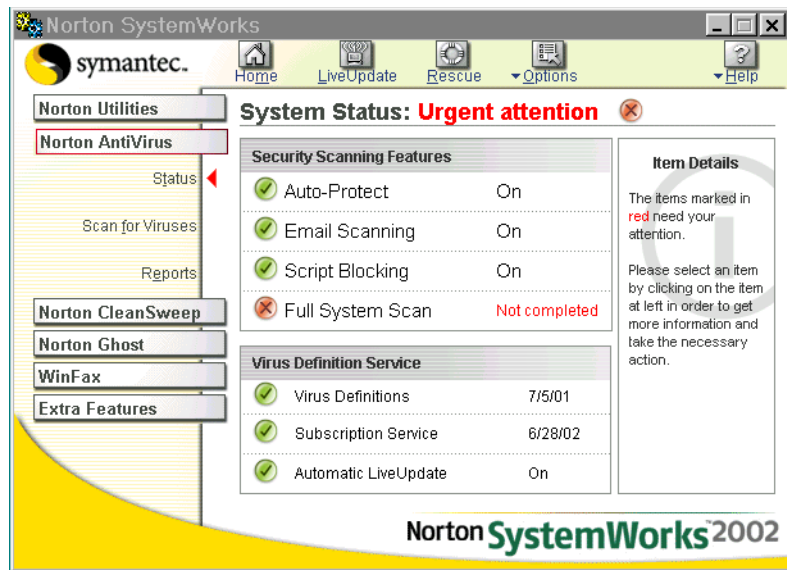 Norton SystemWorks
symantec.
Home LiveUpdate Rescue Options Help
Norton Utilities
Norton AntiVirus
Status
Scan for Viruses
Reports
Norton CleanSweep
Norton Ghost
WinFax
Extra Features
System Status: Urgent attention
Security Scanning Features
Auto-Protect On
Email Scanning On
Script Blocking On
Full System Scan Not completed
Virus Definition Service
Virus Definitions 7/5/01
Subscription Service 6/28/02
Automatic LiveUpdate On
Item Details
The items marked in
red need your
attention.
Please select an item
by clicking on the item
at left in order to get
more information and
take the necessary
action.
Norton SystemWorks 2002